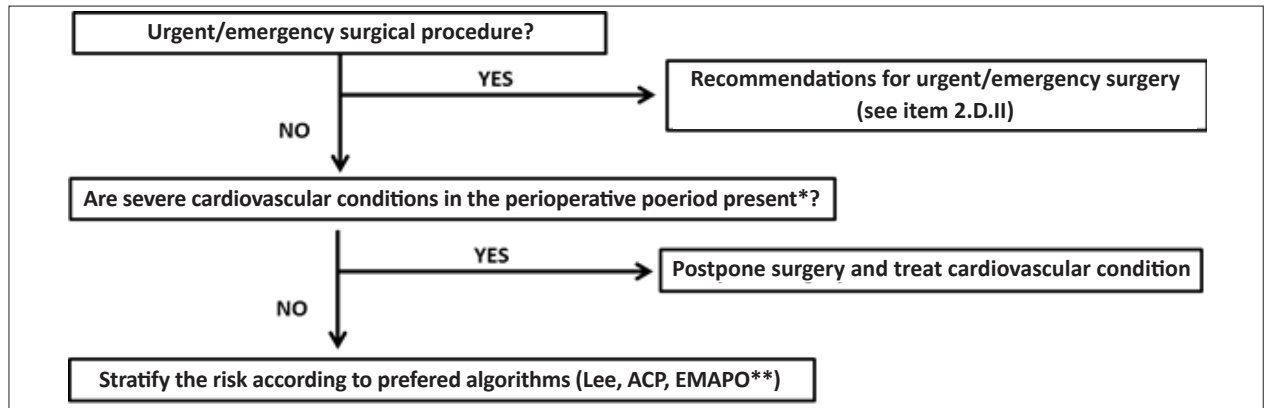 Urgent/emergency surgical procedure?
YES
Recommendations for urgent/emergency surgery
(see item 2.D.II)
NO
Are severe cardiovascular conditions in the perioperative poeriod present*?
YES
Postpone surgery and treat cardiovascular condition
NO
Stratify the risk according to prefered algorithms (Lee, ACP, EMAPO**)